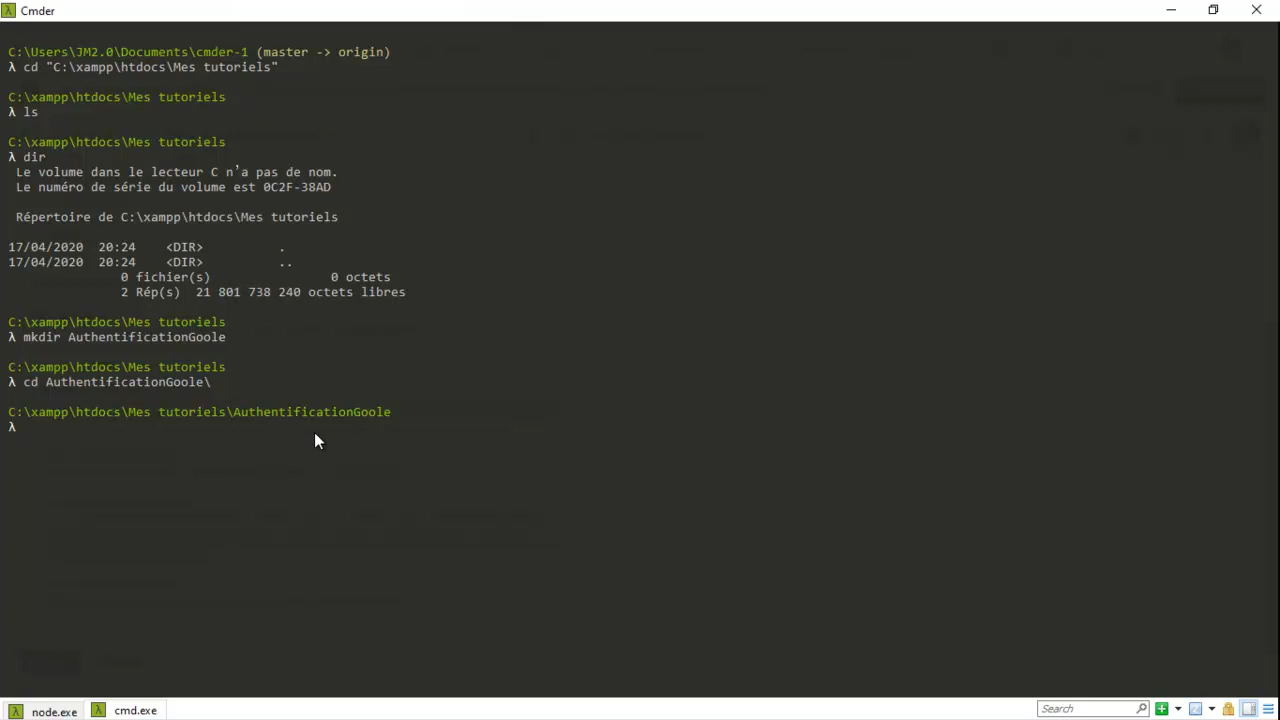 Cmder
C:\Users\JM2.0\Documents\cmder-1 (master -> origin)
λ cd "C:\xampp\htdocs\Mes tutoriels"
C:\xampp\htdocs\Mes tutoriels
λ ls
C:\xampp\htdocs\Mes tutoriels
λ dir
Le volume dans le lecteur C n’a pas de nom.
Le numéro de série du volume est 0C2F-38AD
Répertoire de C:\xampp\htdocs\Mes tutoriels
17/04/2020  20:24    <DIR>          .
17/04/2020  20:24    <DIR>          ..
0 fichier(s)                0 octets
2 Rép(s)  21 801 738 240 octets libres
C:\xampp\htdocs\Mes tutoriels
λ mkdir AuthentificationGoole
C:\xampp\htdocs\Mes tutoriels
λ cd AuthentificationGoole\
C:\xampp\htdocs\Mes tutoriels\AuthentificationGoole
λ
λ node.exe λ cmd.exe Search